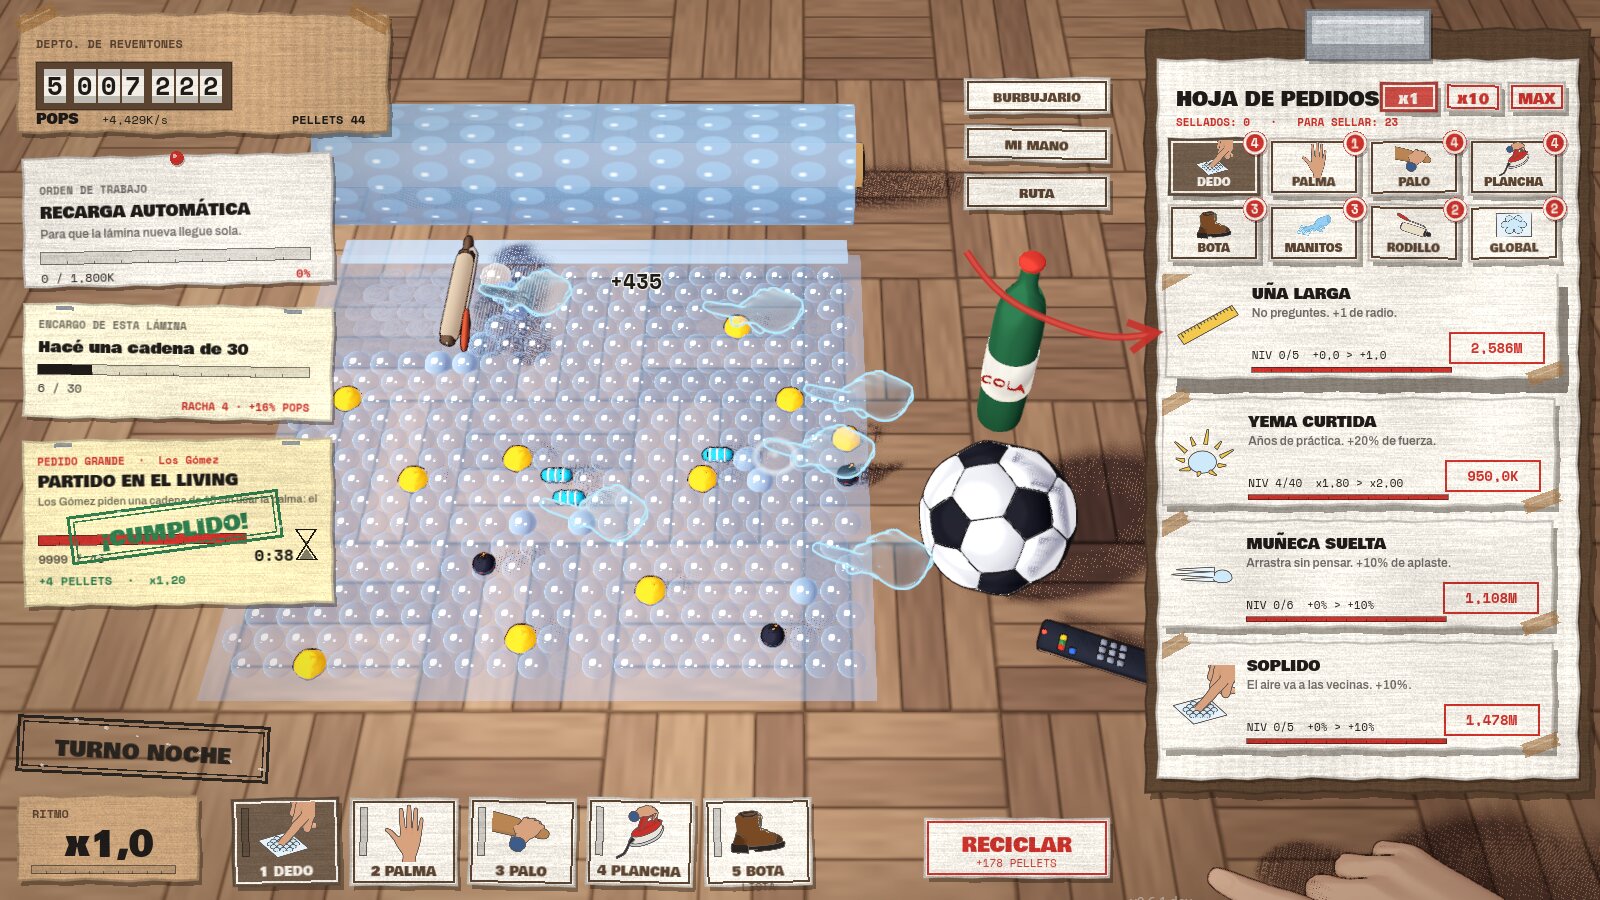 DEPTO. DE REVENTONES
5 007 222
POPS +4,429K/s PELLETS 44
ORDEN DE TRABAJO
RECARGA AUTOMÁTICA
Para que la lámina nueva llegue sola.
0 / 1.800K 0%
ENCARGO DE ESTA LÁMINA
Hacé una cadena de 30
6 / 30
RACHA 4 · +16% POPS
PEDIDO GRANDE · Los Gómez
PARTIDO EN EL LIVING
Los Gómez piden una cadena de
palma: el
¡CUMPLIDO!
9999
0:38
+4 PELLETS · x1,20
TURNO NOCHE
RITMO
x1,0
1 DEDO
2 PALMA
3 PALO
4 PLANCHA
5 BOTA
LISTA
+435
COLA
BURBUJARIO
MI MANO
RUTA
RECICLAR
+178 PELLETS
HOJA DE PEDIDOS x1 x10 MAX
SELLADOS: 0 · PARA SELLAR: 23
DEDO 4
PALMA 1
PALO 4
PLANCHA 4
BOTA 3
MANITOS 3
RODILLO 2
GLOBAL 2
UÑA LARGA
No preguntes. +1 de radio.
NIV 0/5 +0,0 > +1,0
2,586M
YEMA CURTIDA
Años de práctica. +20% de fuerza.
NIV 4/40 x1,80 > x2,00
950,0K
MUÑECA SUELTA
Arrastra sin pensar. +10% de aplaste.
NIV 0/6 +0% > +10%
1,108M
SOPLIDO
El aire va a las vecinas. +10%.
NIV 0/5 +0% > +10%
1,478M